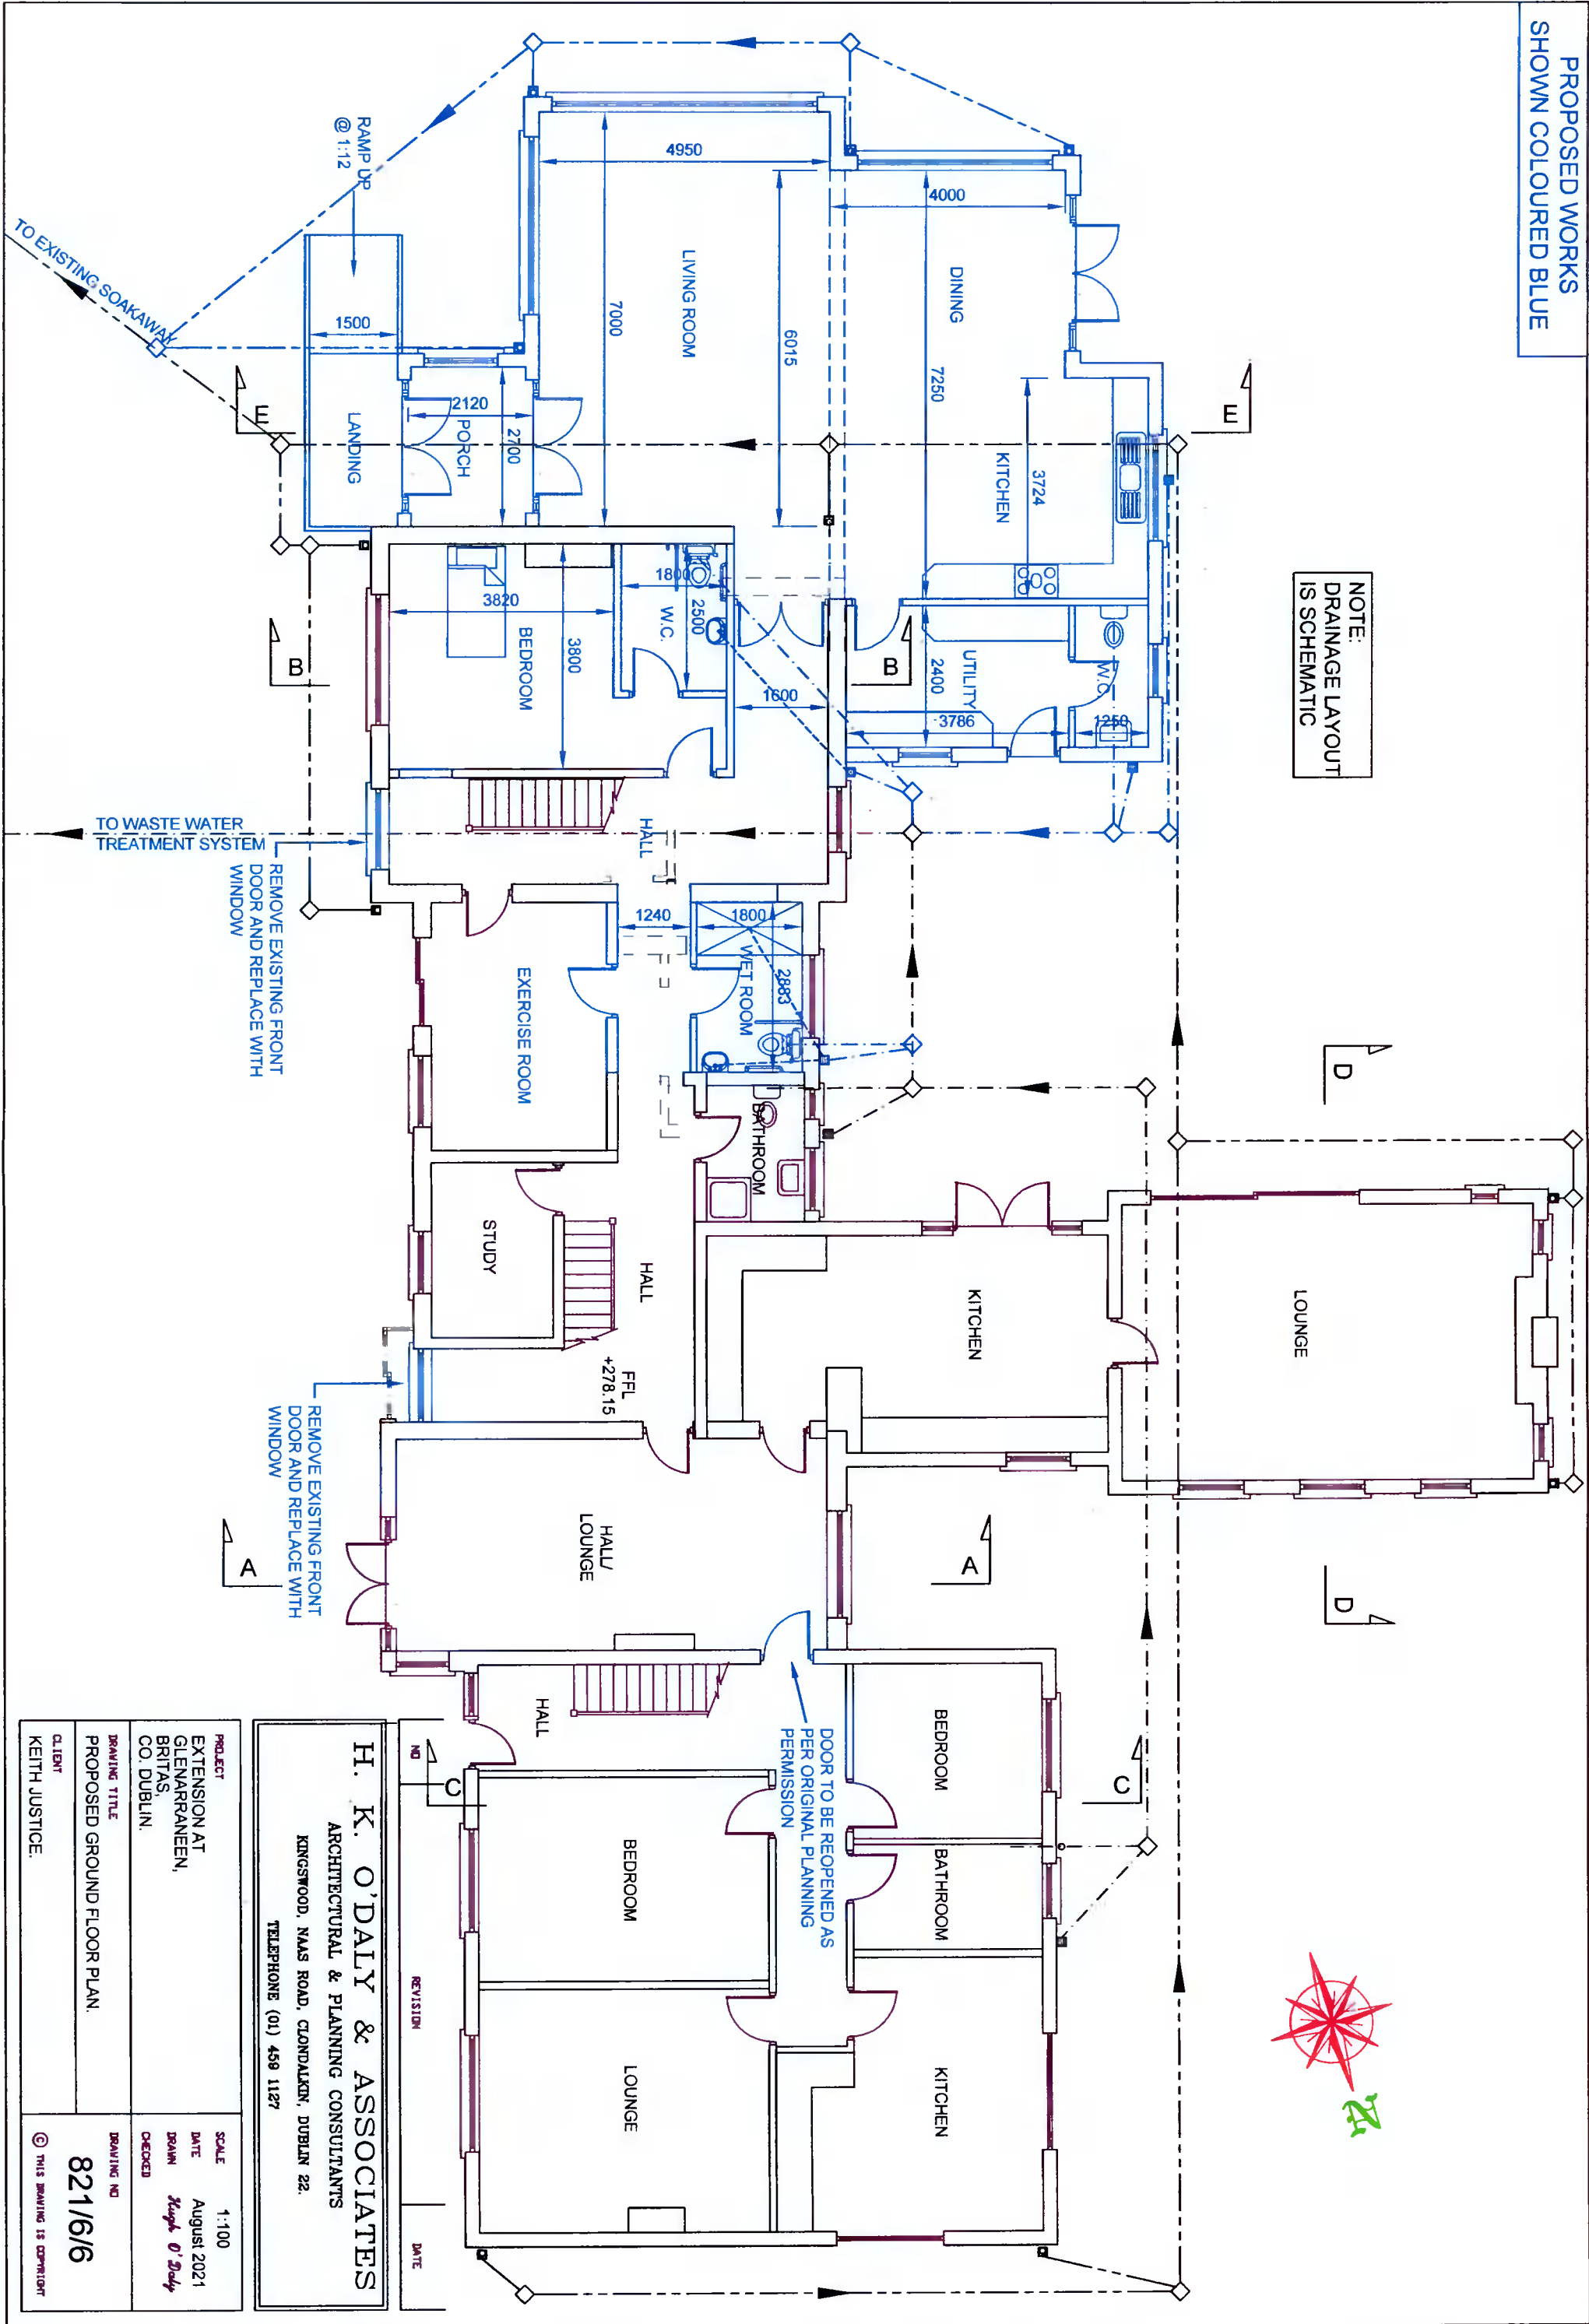 PROPOSED WORKS
SHOWN COLOURED BLUE
NOTE:
DRAINAGE LAYOUT
IS SCHEMATIC
RAMP UP
@ 1:12
TO EXISTING SOAKAWAY
1500
LANDING
2120
PORCH
2700
4950
LIVING ROOM
7000
6015
4000
DINING
7250
KITCHEN
3724
E
E
B
B
3820
BEDROOM
3800
1800
2500
W.C.
1600
UTILITY
2400
3786
W.C.
1250
HALL
TO WASTE WATER
TREATMENT SYSTEM
REMOVE EXISTING FRONT
DOOR AND REPLACE WITH
WINDOW
1240
1800
WET ROOM
2883
EXERCISE ROOM
BATHROOM
STUDY
HALL
FFL
+278.15
KITCHEN
LOUNGE
D
D
REMOVE EXISTING FRONT
DOOR AND REPLACE WITH
WINDOW
A
A
HALL/
LOUNGE
HALL
DOOR TO BE REOPENED AS
PER ORIGINAL PLANNING
PERMISSION
BEDROOM
C
C
BATHROOM
BEDROOM
KITCHEN
LOUNGE
N
NO
REVISION
DATE
H. K. O'DALY & ASSOCIATES
ARCHITECTURAL & PLANNING CONSULTANTS
KINGSWOOD, NAAS ROAD, CLONDALKIN, DUBLIN 22.
TELEPHONE (01) 459 1127
PROJECT
EXTENSION AT
GLENARRANEEN,
BRITAS,
CO. DUBLIN.
SCALE 1:100
DATE August 2021
DRAWN Hugh O'Daly
CHECKED
DRAWING TITLE
PROPOSED GROUND FLOOR PLAN.
DRAWING NO
821/6/6
CLIENT
KEITH JUSTICE.
© THIS DRAWING IS COPYRIGHT